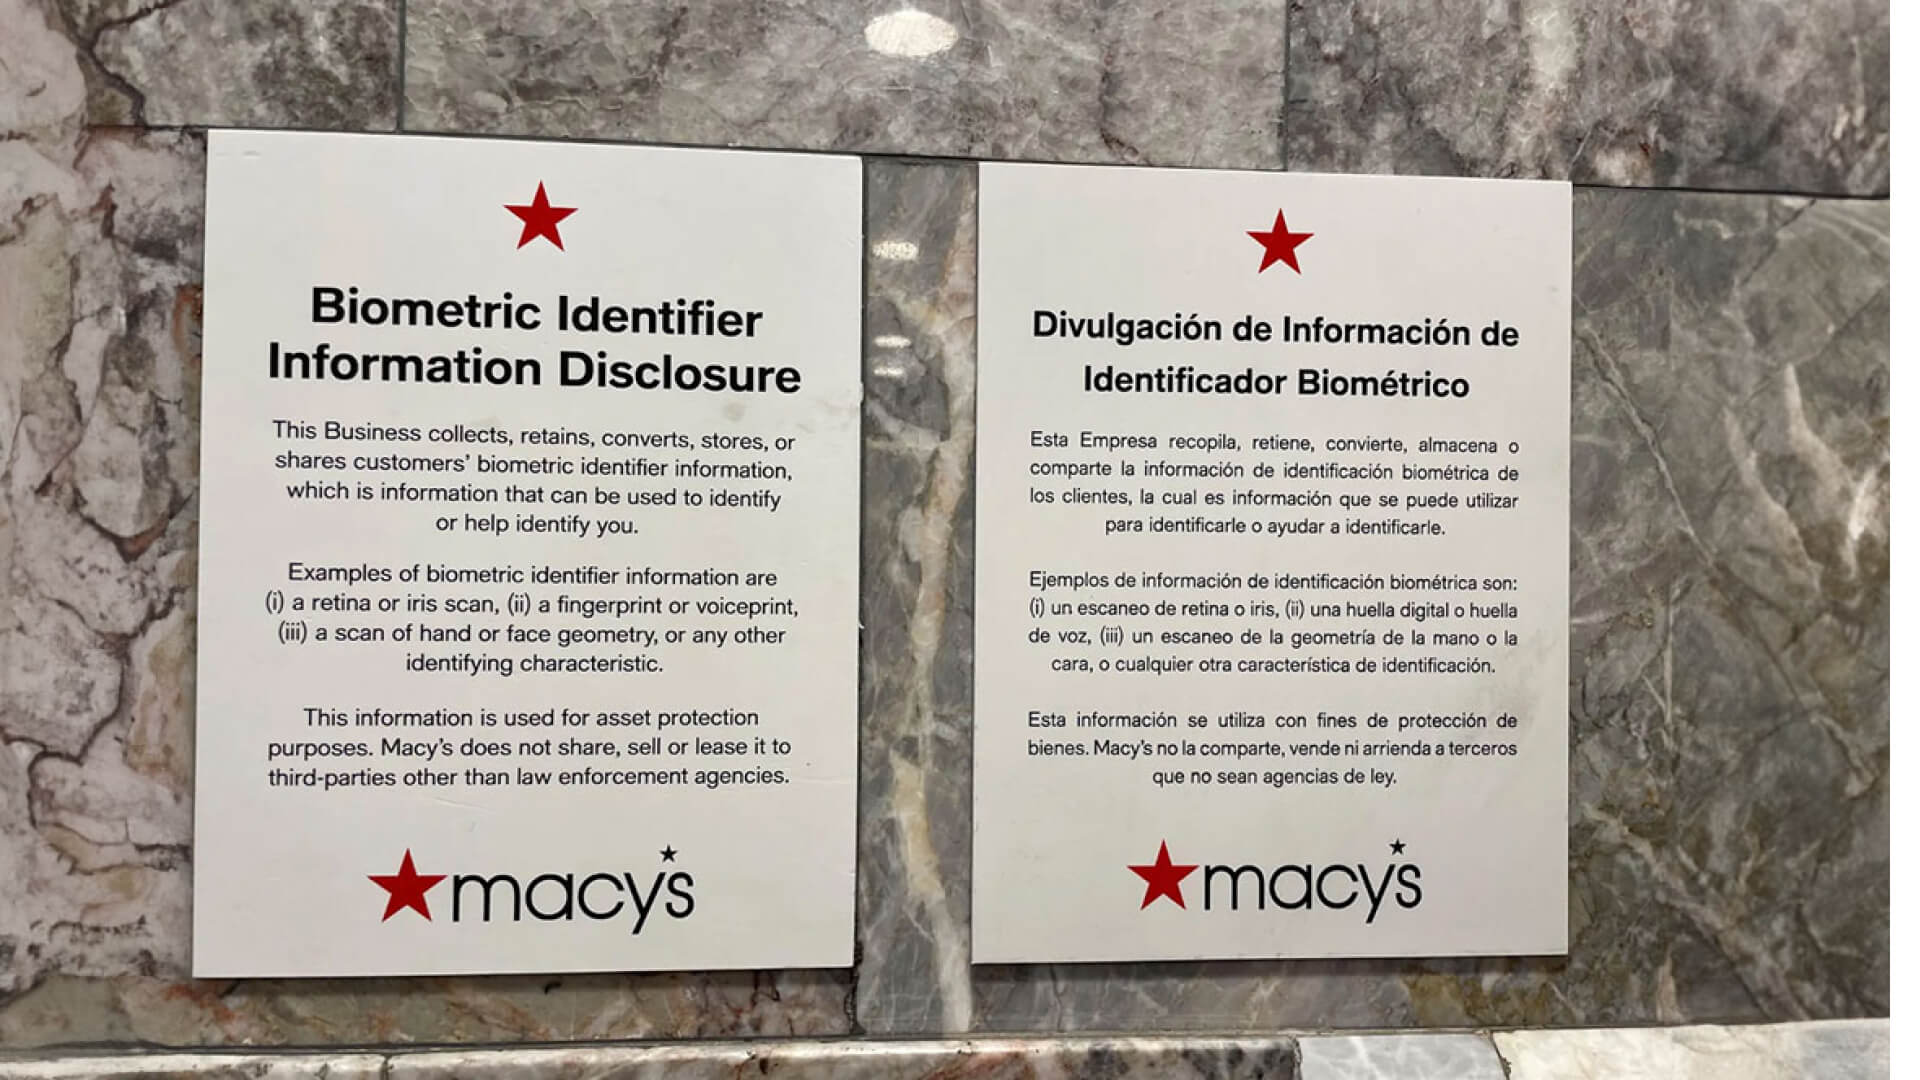 Biometric Identifier
Information Disclosure
This Business collects, retains, converts, stores, or
shares customers’ biometric identifier information,
which is information that can be used to identify
or help identify you.
Examples of biometric identifier information are
(i) a retina or iris scan, (ii) a fingerprint or voiceprint,
(iii) a scan of hand or face geometry, or any other
identifying characteristic.
This information is used for asset protection
purposes. Macy’s does not share, sell or lease it to
third-parties other than law enforcement agencies.
macy’s
Divulgación de Información de
Identificador Biométrico
Esta Empresa recopila, retiene, convierte, almacena o
comparte la información de identificación biométrica de
los clientes, la cual es información que se puede utilizar
para identificarle o ayudar a identificarle.
Ejemplos de información de identificación biométrica son:
(i) un escaneo de retina o iris, (ii) una huella digital o huella
de voz, (iii) un escaneo de la geometría de la mano o la
cara, o cualquier otra característica de identificación.
Esta información se utiliza con fines de protección de
bienes. Macy’s no la comparte, vende ni arrienda a terceros
que no sean agencias de ley.
macy’s